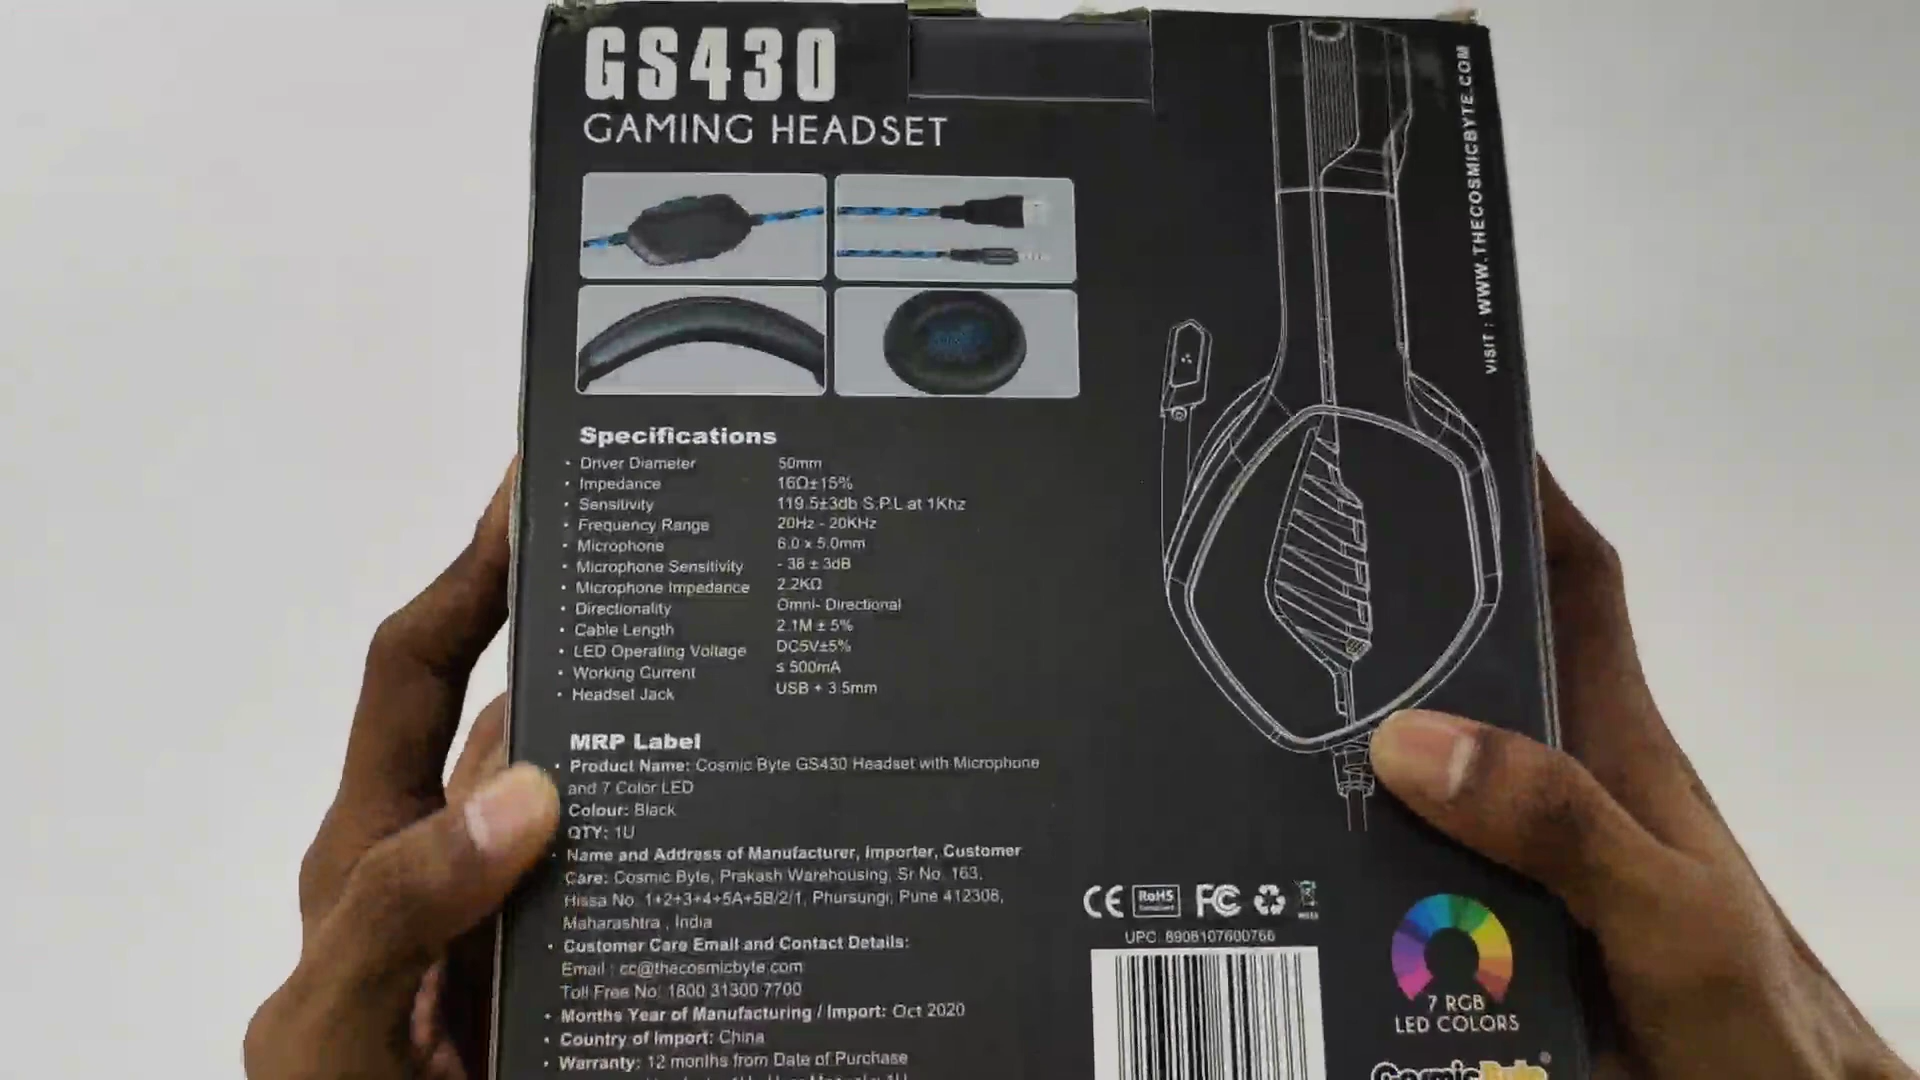 GS430
GAMING HEADSET
VISIT : WWW.THECOSMICBYTE.COM
Specifications
• Driver Diameter 50mm
• Impedance 16Ω±15%
• Sensitivity 119.5±3db S.P.L at 1Khz
• Frequency Range 20Hz - 20KHz
• Microphone 6.0 x 5.0mm
• Microphone Sensitivity - 38 ± 3dB
• Microphone Impedance 2.2KΩ
• Directionality Omni- Directional
• Cable Length 2.1M ± 5%
• LED Operating Voltage DC5V±5%
• Working Current ≤ 500mA
• Headset Jack USB + 3.5mm
MRP Label
• Product Name: Cosmic Byte GS430 Headset with Microphone
and 7 Color LED
Colour: Black
QTY: 1U
• Name and Address of Manufacturer, Importer, Customer
Care: Cosmic Byte, Prakash Warehousing, Sr No. 163,
Hissa No. 1+2+3+4+5A+5B/2/1, Phursungi, Pune 412308,
Maharashtra , India
• Customer Care Email and Contact Details:
Email : cc@thecosmicbyte.com
Toll Free No: 1800 31300 7700
• Months Year of Manufacturing / Import: Oct 2020
• Country of Import: China
• Warranty: 12 months from Date of Purchase
CE RoHS FC
UPC: 8906107600766
7 RGB
LED COLORS
Cosmic Byte®